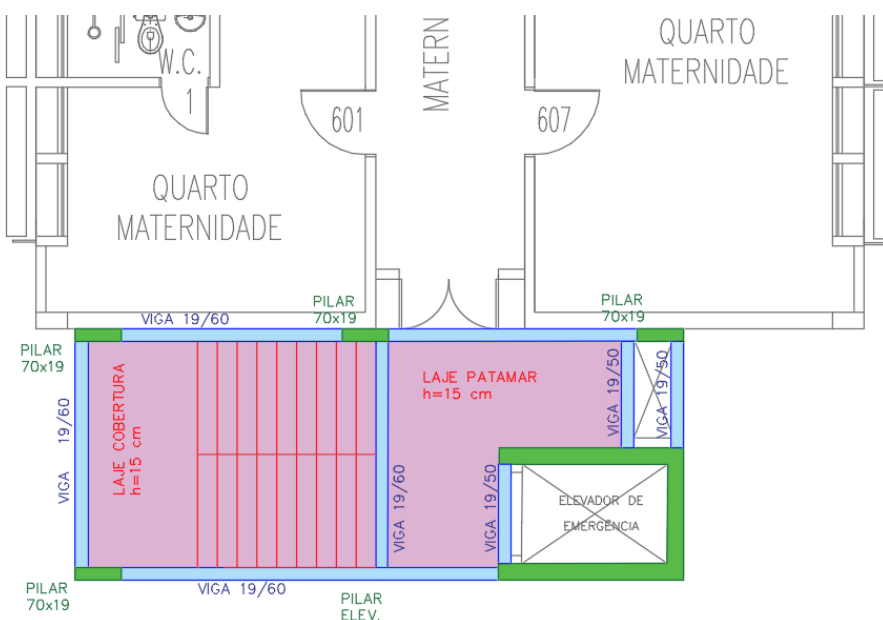 W.C.
1
MATERN
QUARTO
MATERNIDADE
601
607
QUARTO
MATERNIDADE
PILAR
70x19
VIGA 19/60
PILAR
70x19
PILAR
70x19
LAJE COBERTURA
h=15 cm
LAJE PATAMAR
h=15 cm
VIGA 19/50
VIGA 19/50
VIGA 19/60
VIGA 19/60
VIGA 19/50
ELEVADOR DE
EMERGÊNCIA
PILAR
70x19
VIGA 19/60
PILAR
ELEV.